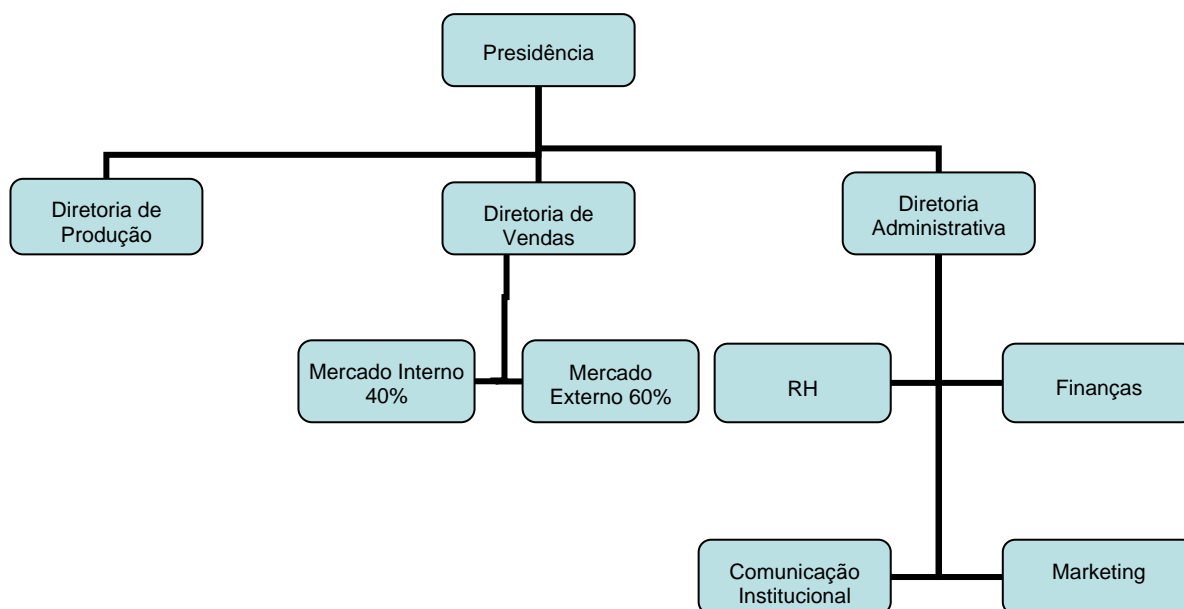 Presidência
Diretoria de
Produção
Diretoria de
Vendas
Diretoria
Administrativa
Mercado Interno
40%
Mercado
Externo 60%
RH
Finanças
Comunicação
Institucional
Marketing